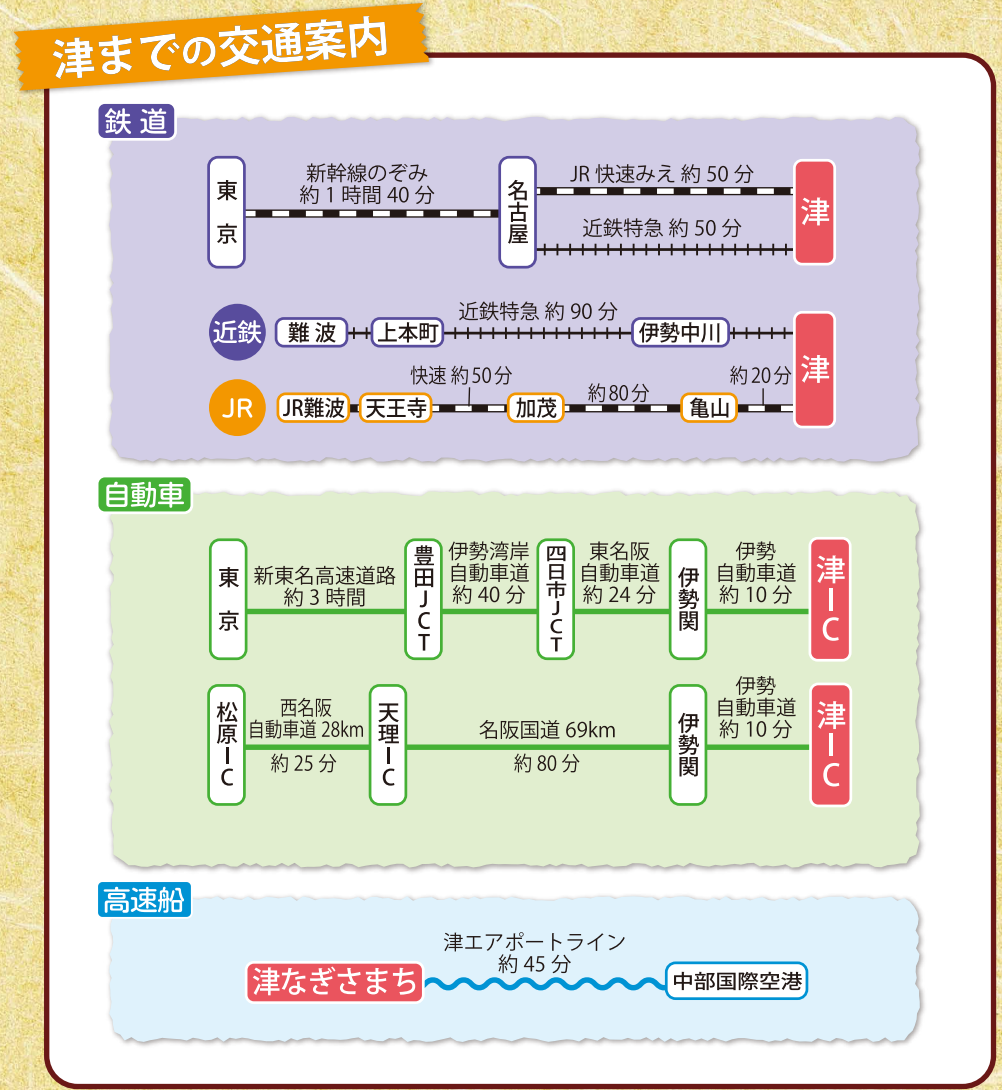 津までの交通案内
鉄道
東京
新幹線のぞみ
約1時間40分
名古屋
JR快速みえ 約50分
近鉄特急 約50分
津
近鉄
難波
上本町
近鉄特急 約90分
伊勢中川
津
JR
JR難波
天王寺
快速 約50分
加茂
約80分
亀山
約20分
自動車
東京
新東名高速道路
約3時間
豊田JCT
伊勢湾岸
自動車道
約40分
四日市JCT
東名阪
自動車道
約24分
伊勢関
伊勢
自動車道
約10分
津IC
松原IC
西名阪
自動車道28km
約25分
天理IC
名阪国道 69km
約80分
伊勢関
伊勢
自動車道
約10分
津IC
高速船
津なぎさまち
津エアポートライン
約45分
中部国際空港